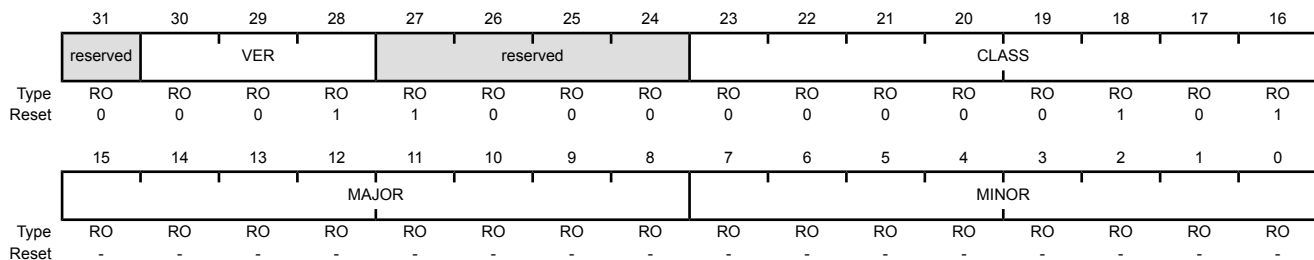 31 30 29 28 27 26 25 24 23 22 21 20 19 18 17 16
reserved VER reserved CLASS
Type RO RO RO RO RO RO RO RO RO RO RO RO RO RO RO RO
Reset 0 0 0 1 1 0 0 0 0 0 0 0 0 1 0 1
15 14 13 12 11 10 9 8 7 6 5 4 3 2 1 0
MAJOR MINOR
Type RO RO RO RO RO RO RO RO RO RO RO RO RO RO RO RO
Reset - - - - - - - - - - - - - - - -